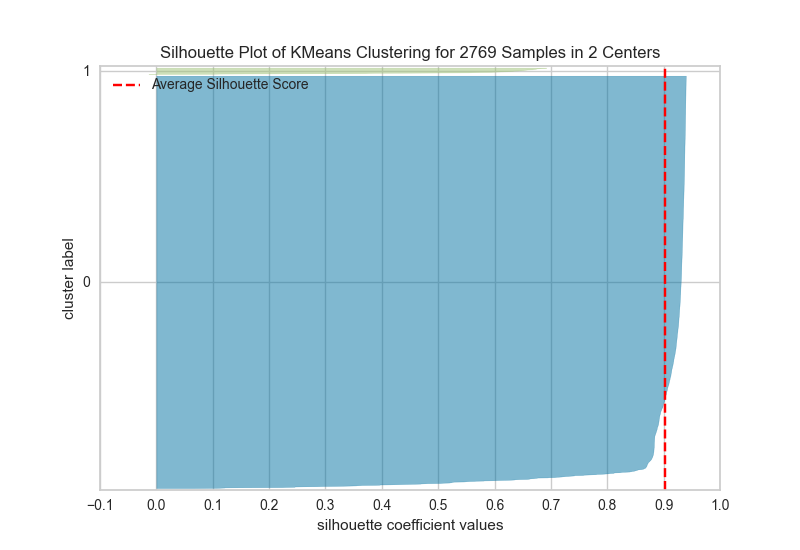 Silhouette Plot of KMeans Clustering for 2769 Samples in 2 Centers
1
Average Silhouette Score
cluster label
0
−0.1 0.0 0.1 0.2 0.3 0.4 0.5 0.6 0.7 0.8 0.9 1.0
silhouette coefficient values